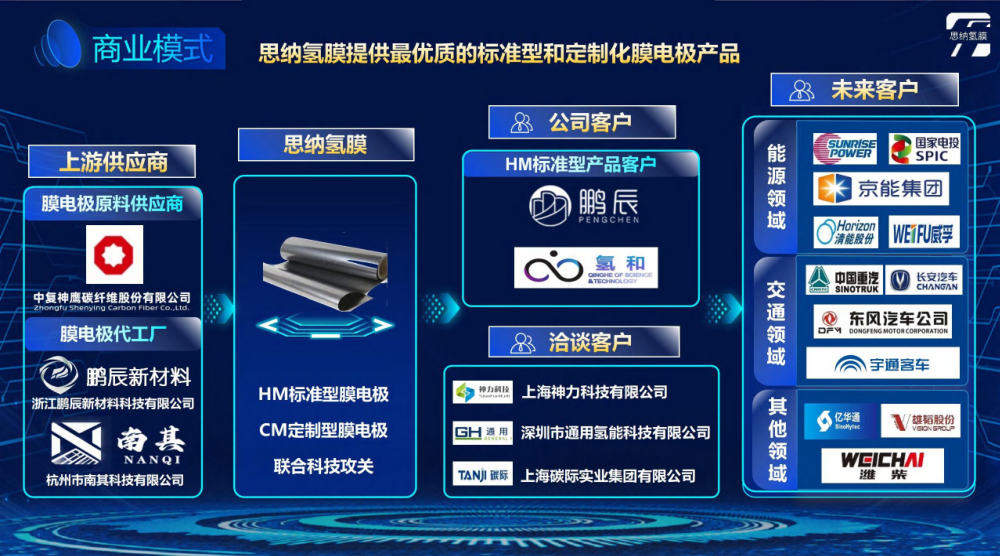 商业模式
思纳氢膜提供最优质的标准型和定制化膜电极产品
思纳氢膜
上游供应商
膜电极原料供应商
中复神鹰碳纤维股份有限公司
Zhongfu Shenying Carbon Fiber Co.,Ltd.
膜电极代工厂
鹏辰新材料
浙江鹏辰新材料科技有限公司
南其
NANQI
杭州市南其科技有限公司
思纳氢膜
HM标准型膜电极
CM定制型膜电极
联合科技攻关
公司客户
HM标准型产品客户
鹏辰
PENGCHEN
氢和
QINGHE OF SCIENCE
&TECHNOLOGY
洽谈客户
神力科技
上海神力科技有限公司
GH 通用
GENERAL
深圳市通用氢能科技有限公司
TANJI 碳际
上海碳际实业集团有限公司
未来客户
能源领域
SUNRISE
POWER
国家电投
SPIC
京能集团
Horizon
清能股份
WEIFU威孚
交通领域
中国重汽
SINOTRUK
长安汽车
CHANGAN
DFM
东风汽车公司
DONGFENG MOTOR CORPORATION
宇通客车
其他领域
亿华通
SinoHytec
雄韬股份
VISION GROUP
WEICHAI
潍柴